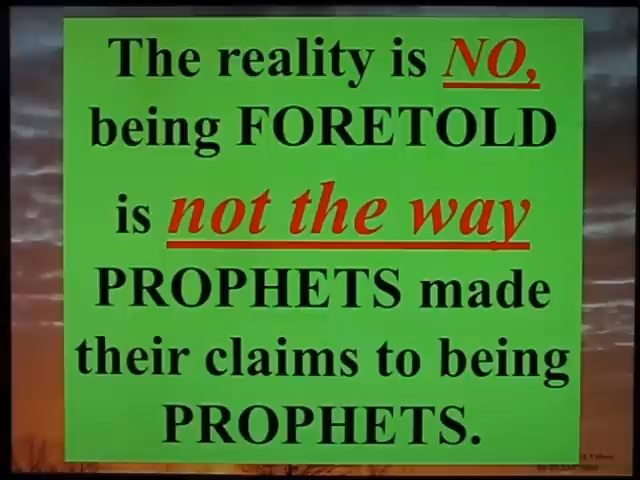 The reality is NO,
being FORETOLD
is not the way
PROPHETS made
their claims to being
PROPHETS.